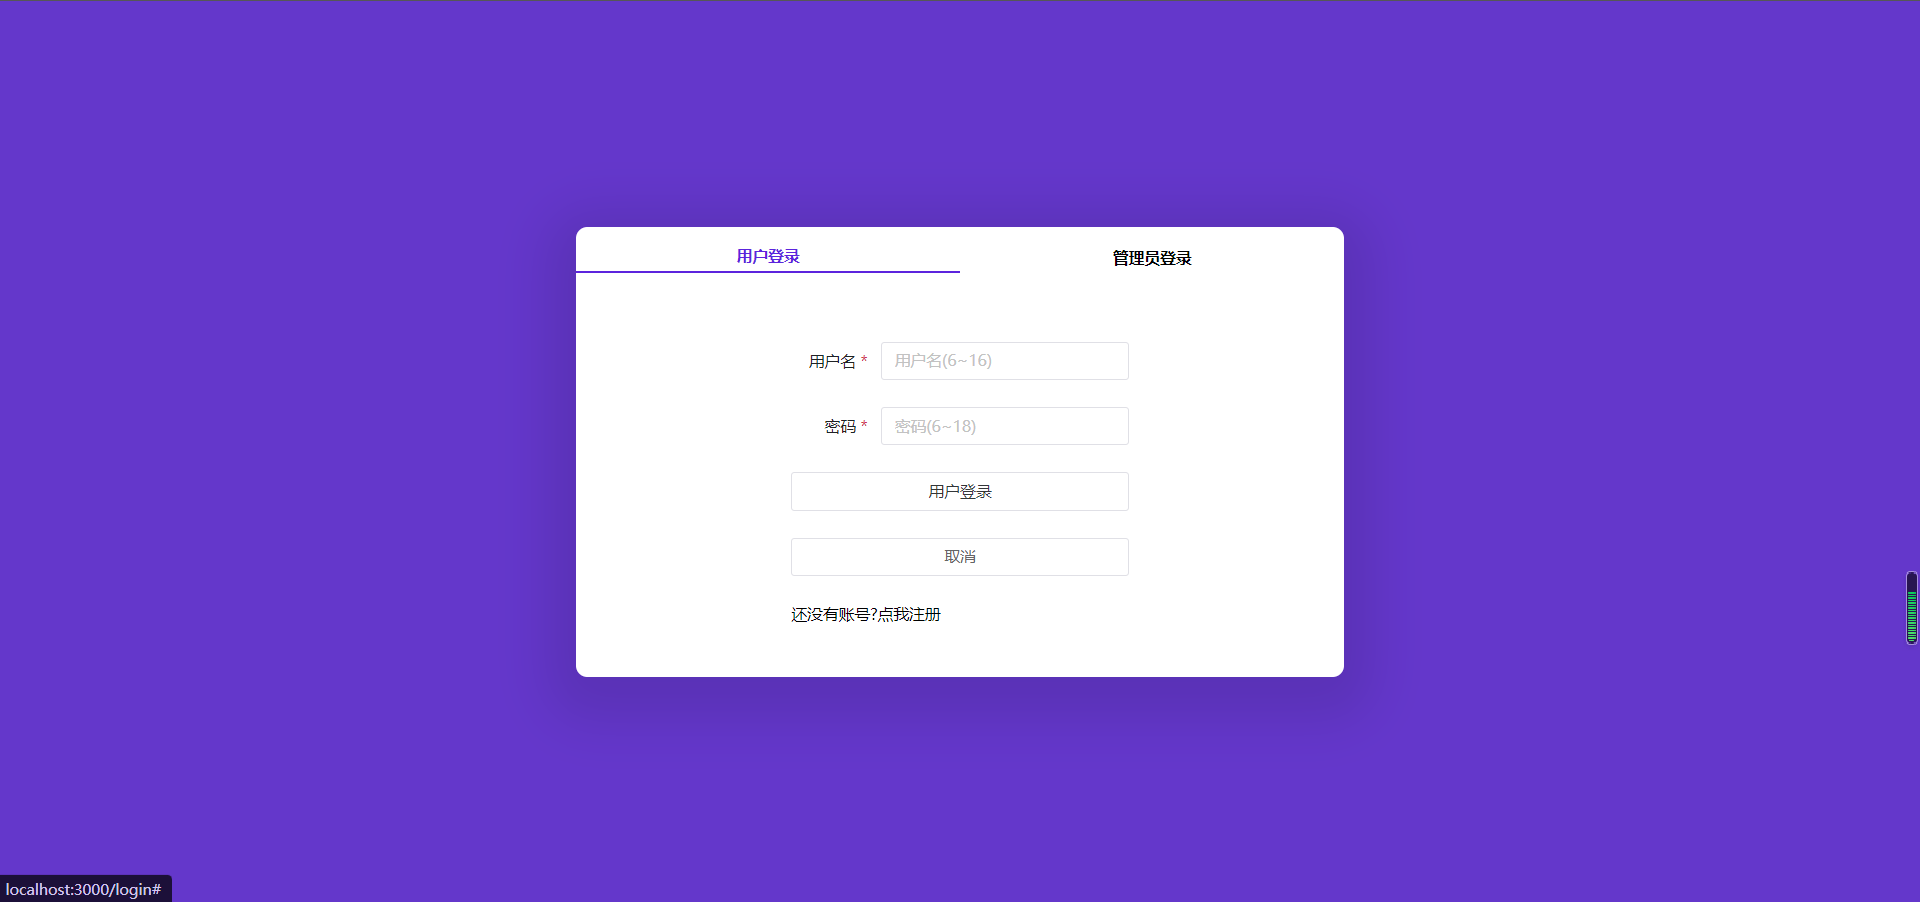 用户登录
管理员登录
用户名 *
用户名(6~16)
密码 *
密码(6~18)
用户登录
取消
还没有账号?点我注册
localhost:3000/login#